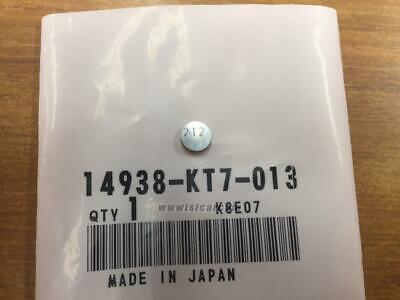 212
14938-KT7-013
QTY 1 K8E07
MADE IN JAPAN